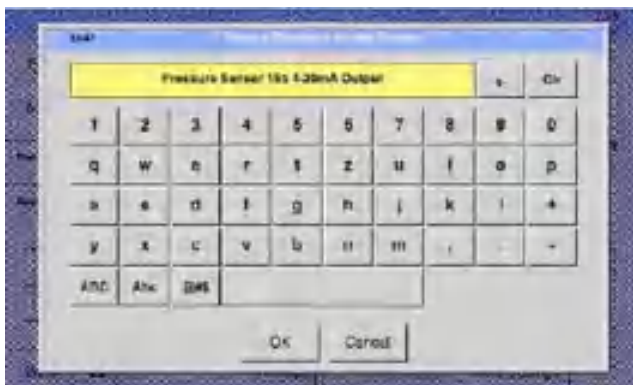 Pressure Sensor 16b 4-20mA Output
← Clr
1 2 3 4 5 6 7 8 9 0
q w e r t z u i o p
a s d f g h j k l +
y x c v b n m , . -
ABC Abc @#$
OK Cancel